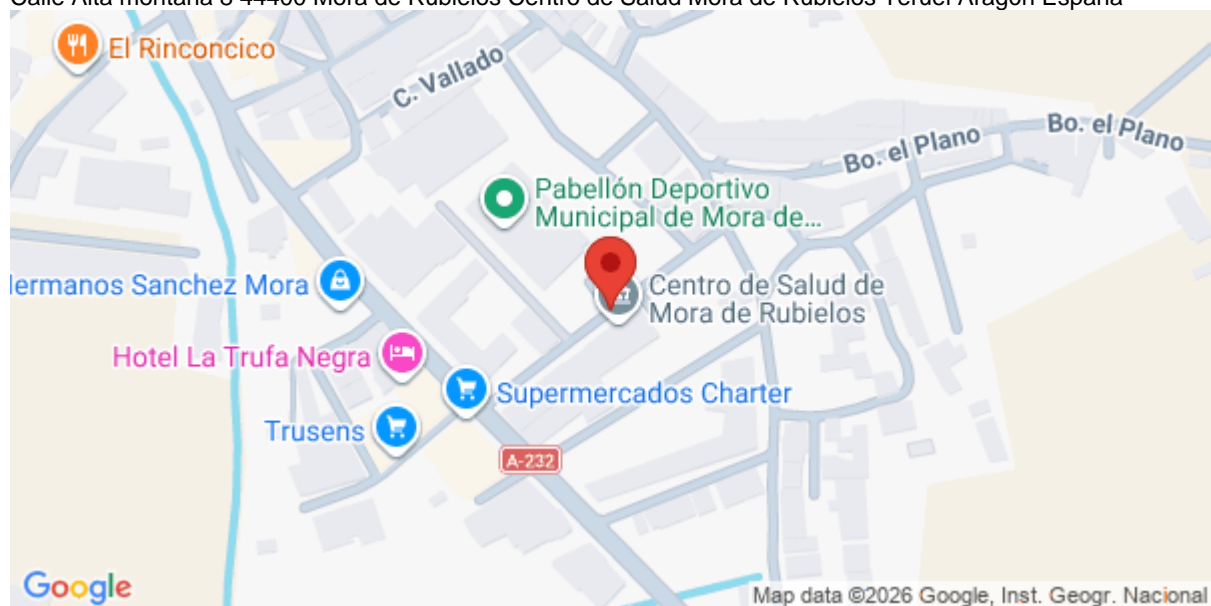 Calle Alta montaña 8 44400 Mora de Rubielos Centro de Salud Mora de Rubielos Teruel Aragón España
El Rinconcico
C. Vallado
Bo. el Plano
Bo. el Plano
Pabellón Deportivo
Municipal de Mora de...
Centro de Salud de
Mora de Rubielos
ermanos Sanchez Mora
Hotel La Trufa Negra
Supermercados Charter
Trusens
A-232
Google
Map data ©2026 Google, Inst. Geogr. Nacional